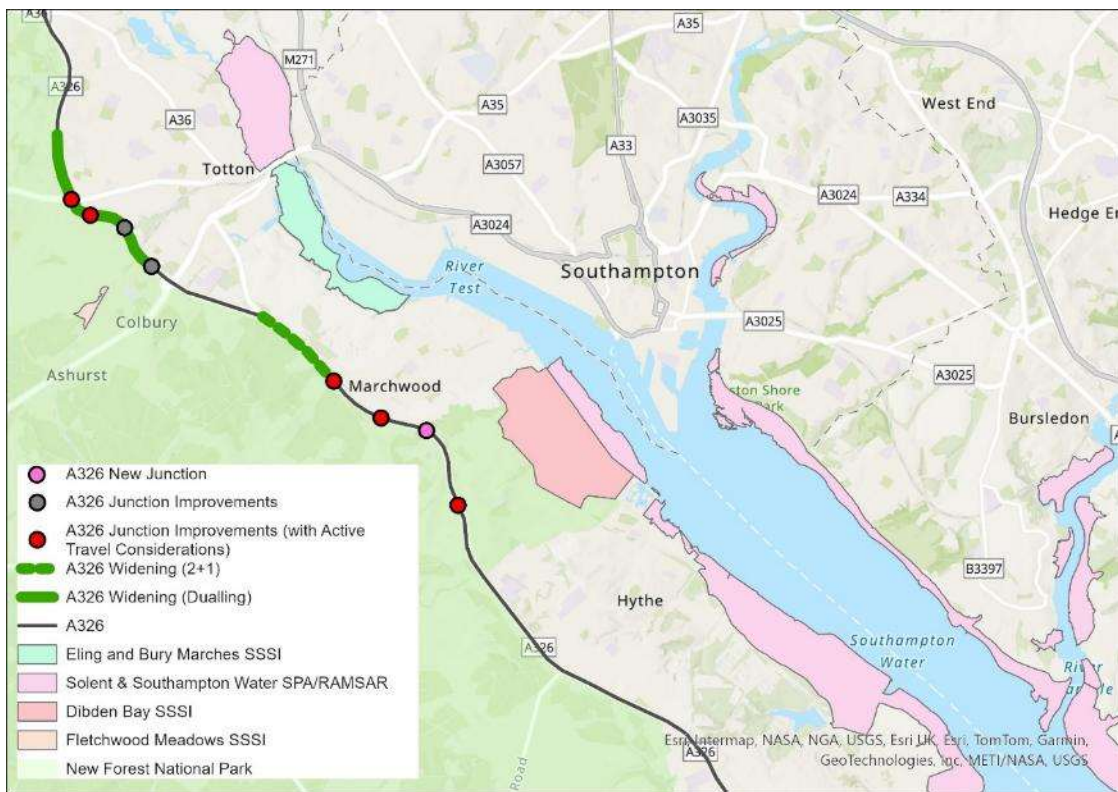 A326
M271
A35
A35
A36
A3057
A33
A3035
A3024
A334
West End
Hedge
Totton
A3024
River
Test
Southampton
A3025
A3025
Colbury
Ashurst
Marchwood
Park
Bursledon
A326 New Junction
A326 Junction Improvements
A326 Junction Improvements (with Active
Travel Considerations)
A326 Widening (2+1)
A326 Widening (Dualling)
A326
Eling and Bury Marches SSSI
Solent & Southampton Water SPA/RAMSAR
Dibden Bay SSSI
Fletchwood Meadows SSSI
New Forest National Park
Hythe
B3397
A326
Southampton
Water
River
Road
A326
Esri, Intermap, NASA, NGA, USGS, Esri UK, Esri, TomTom, Garmin,
GeoTechnologies, Inc, METI/NASA, USGS